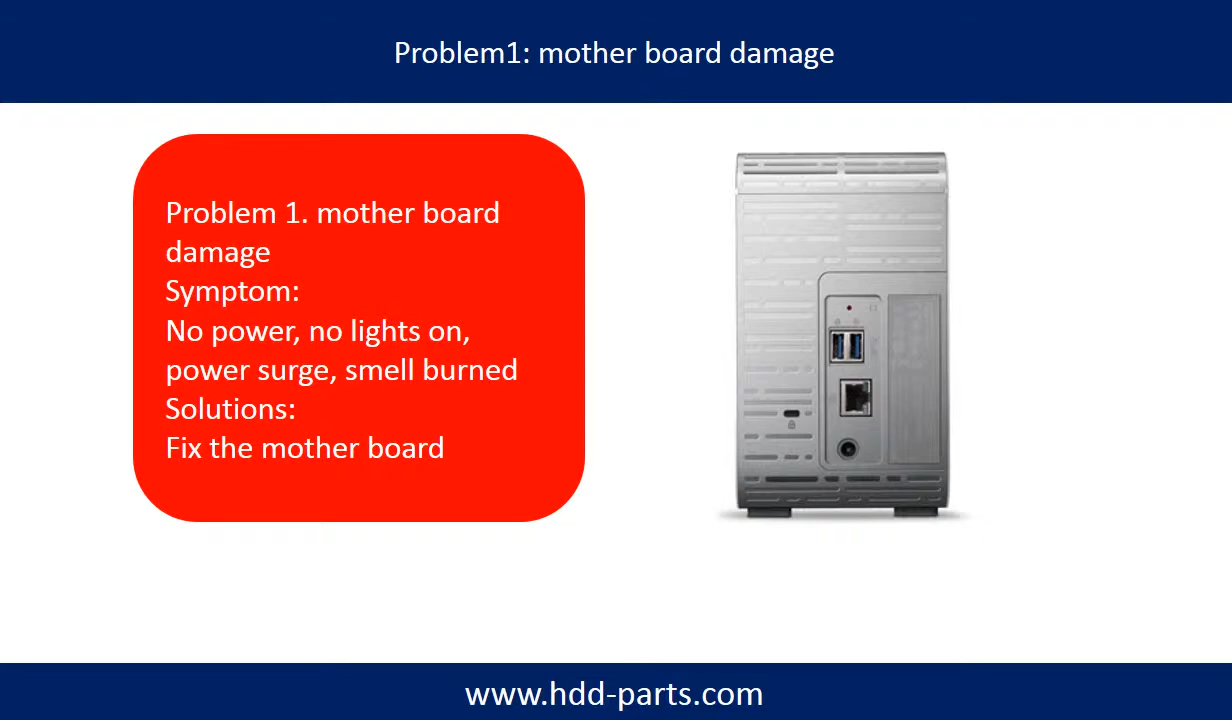 Problem1: mother board damage
Problem 1. mother board
damage
Symptom:
No power, no lights on,
power surge, smell burned
Solutions:
Fix the mother board
www.hdd-parts.com